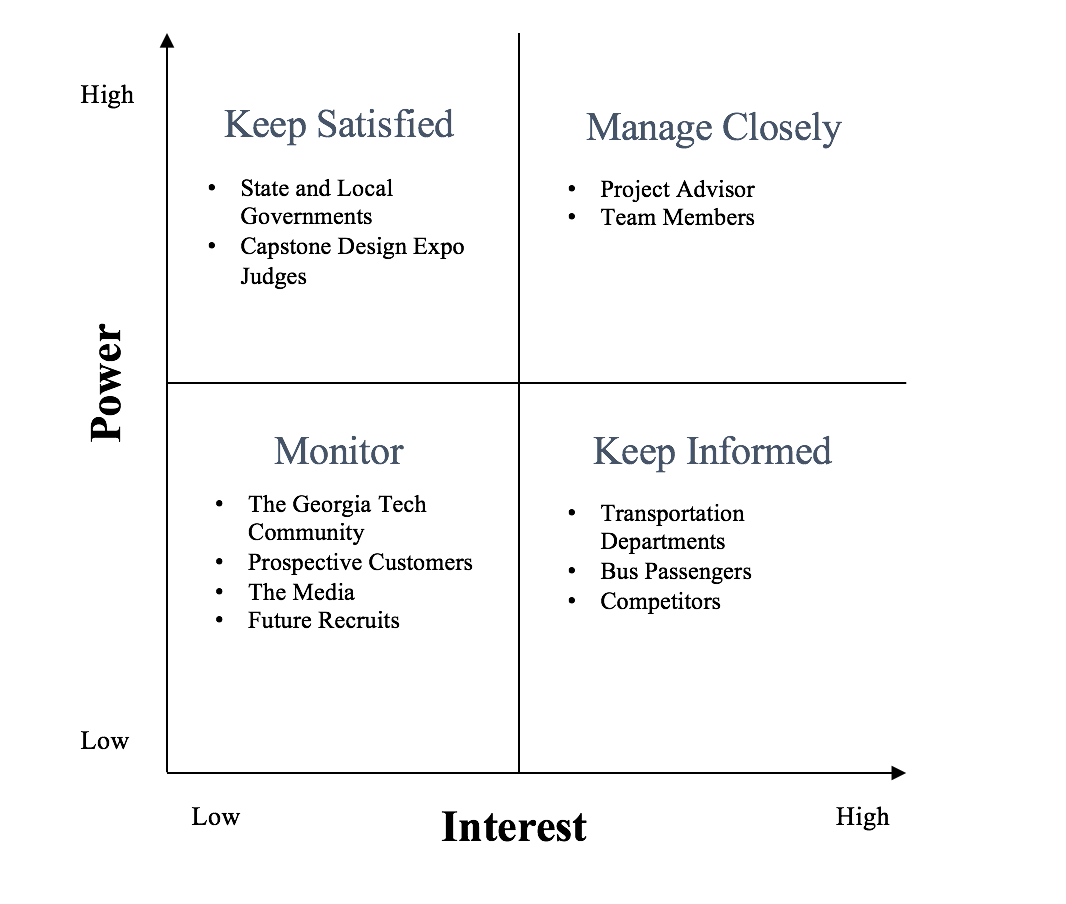 High
Keep Satisfied
• State and Local
Governments
• Capstone Design Expo
Judges
Manage Closely
• Project Advisor
• Team Members
Power
Monitor
• The Georgia Tech
Community
• Prospective Customers
• The Media
• Future Recruits
Keep Informed
• Transportation
Departments
• Bus Passengers
• Competitors
Low
Low
Interest
High